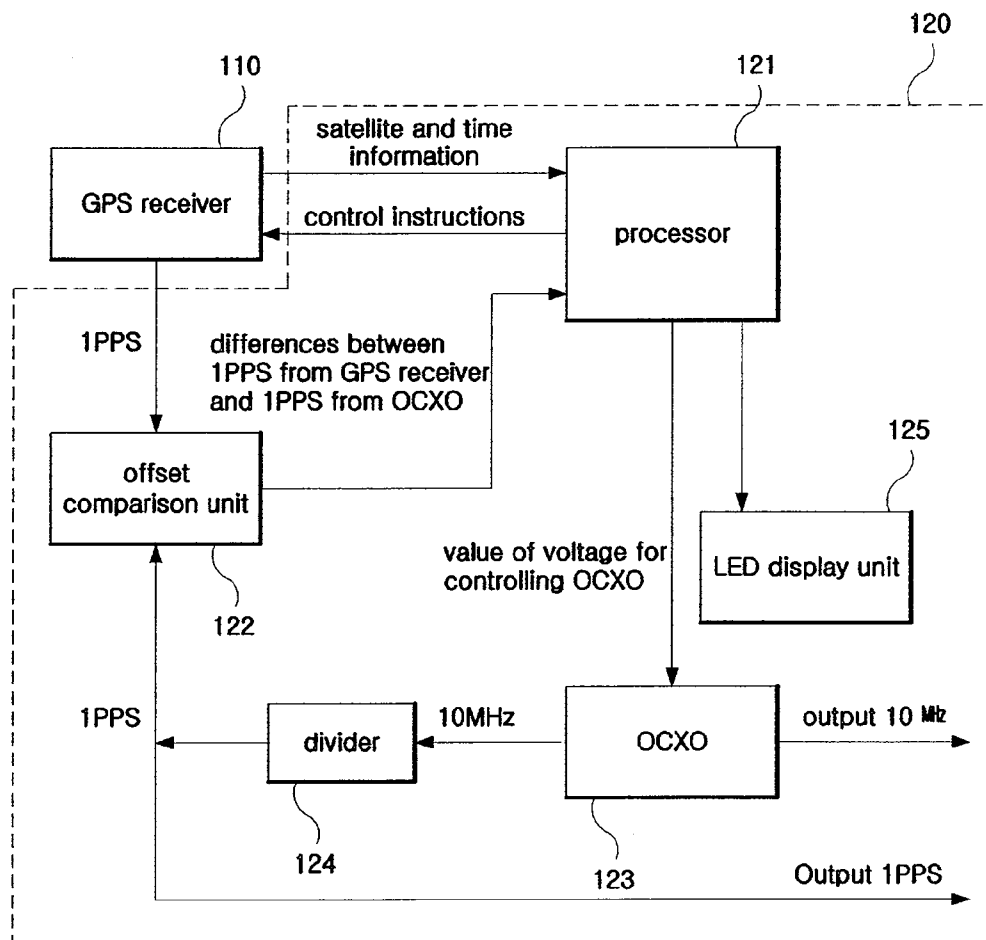 120
110
121
satellite and time
information
GPS receiver
control instructions
processor
1PPS
differences between
1PPS from GPS receiver
and 1PPS from OCXO
125
offset
comparison unit
value of voltage for
controlling OCXO
LED display unit
122
1PPS
10MHz
output 10 MHz
divider
OCXO
124
123
Output 1PPS